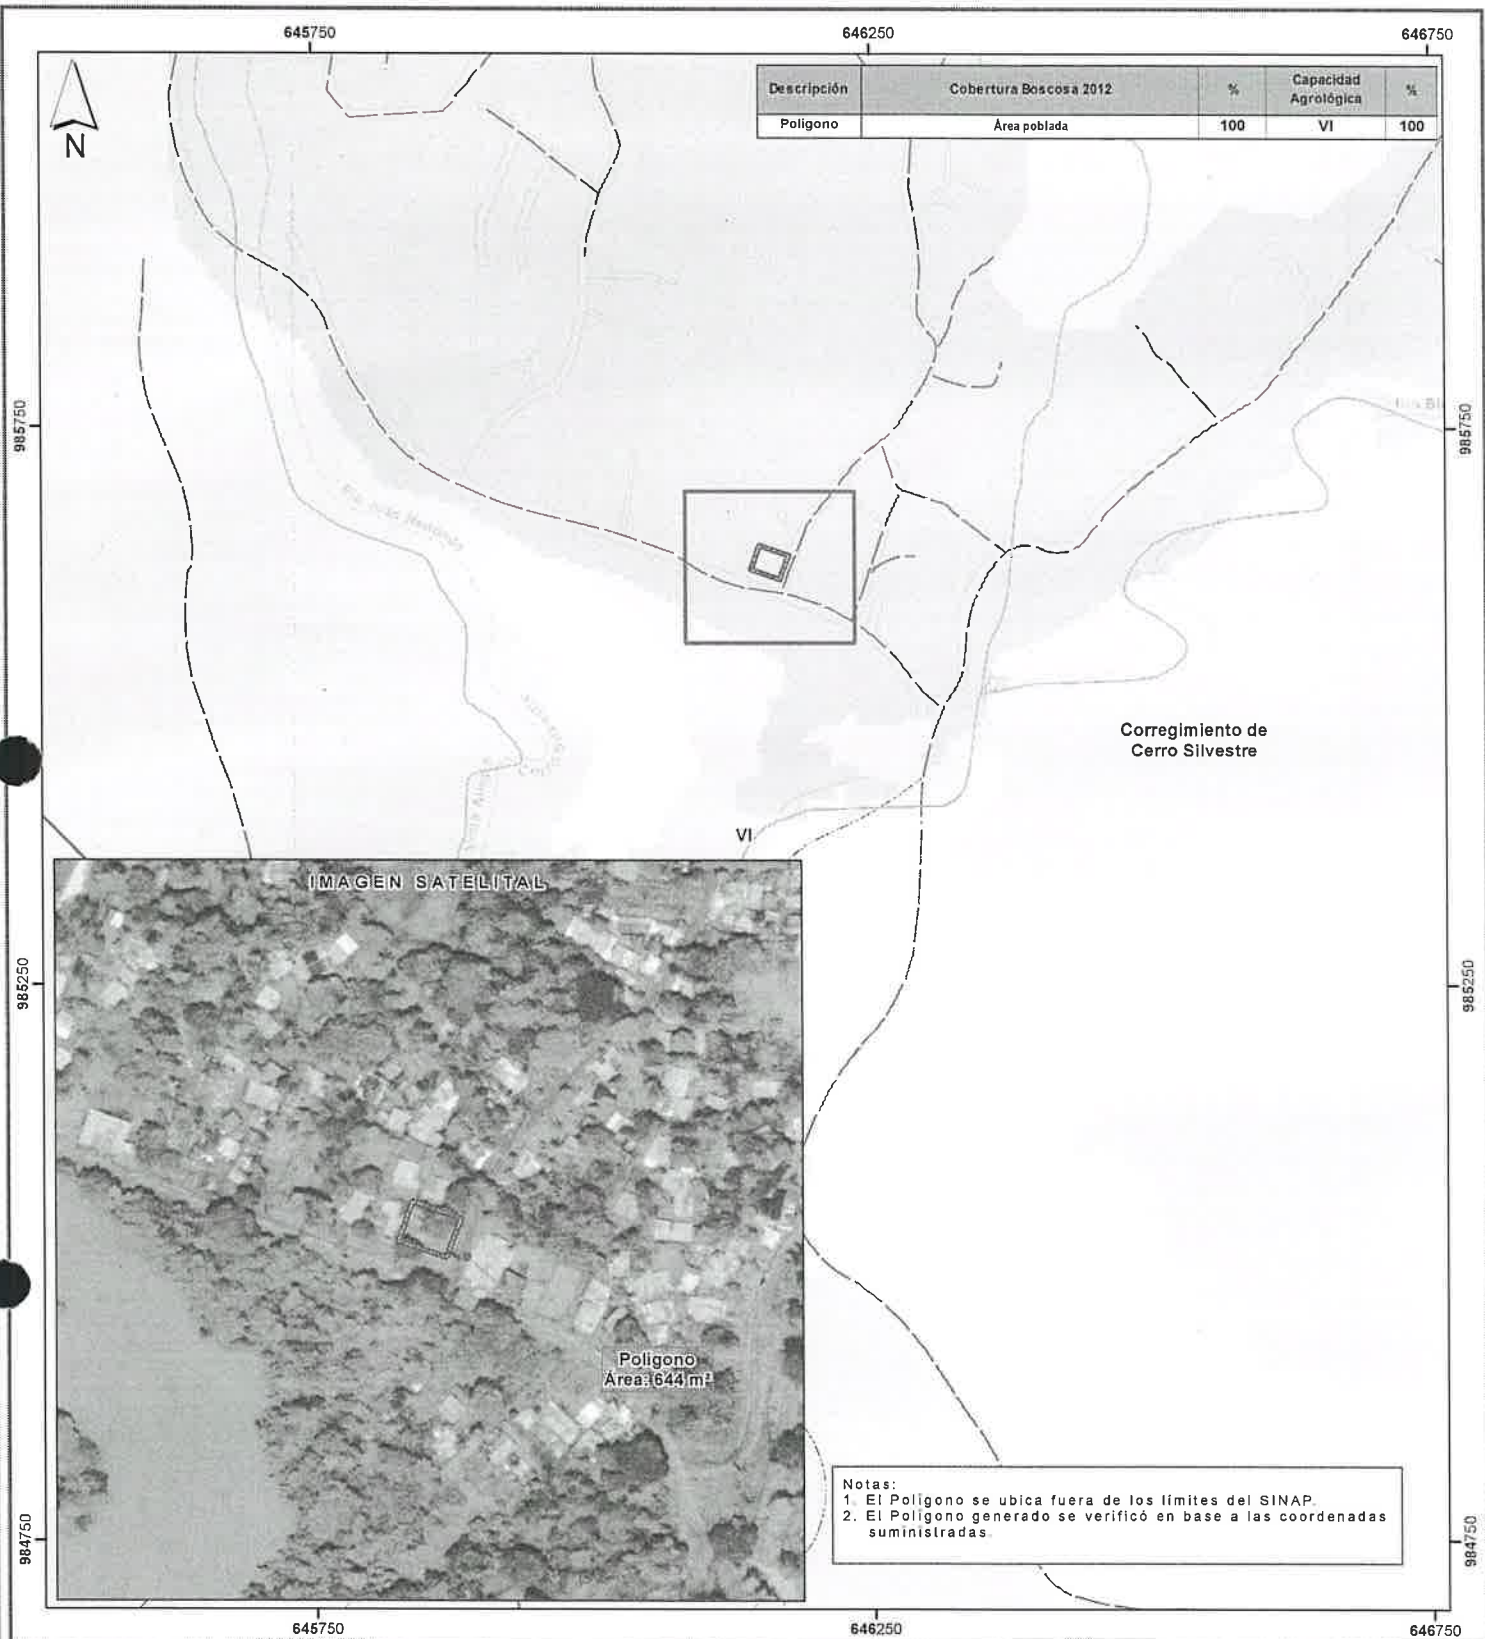 645750
646250
646750
N
Descripción Cobertura Boscosa 2012 % Capacidad Agrológica %
Poligono Área poblada 100 VI 100
985750
985750
Corregimiento de
Cerro Silvestre
VI
IMAGEN SATELITAL
985250
985250
Poligono
Área: 644 m²
Notas:
1. El Polígono se ubica fuera de los límites del SINAP.
2. El Polígono generado se verificó en base a las coordenadas
suministradas.
984750
984750
645750
646250
646750